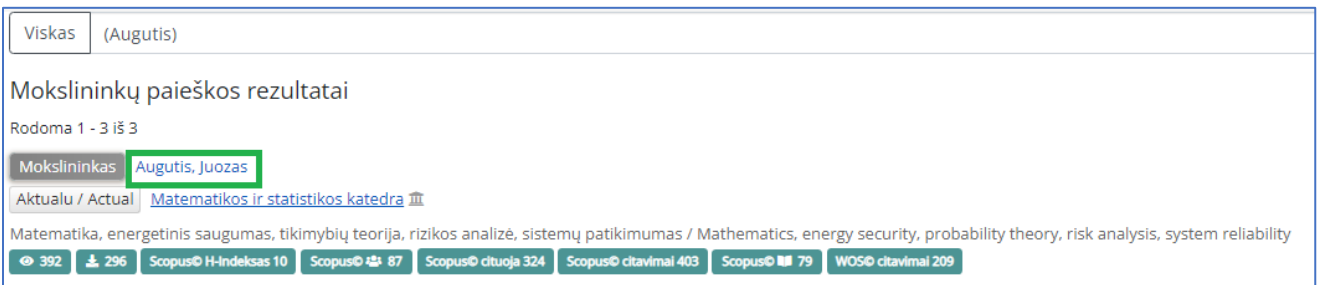 Viskas (Augutis)
Mokslininkų paieškos rezultatai
Rodoma 1 - 3 iš 3
Mokslininkas Augutis, Juozas
Aktualu / Actual Matematikos ir statistikos katedra
Matematika, energetinis saugumas, tikimybių teorija, rizikos analizė, sistemų patikimumas / Mathematics, energy security, probability theory, risk analysis, system reliability
392 296 Scopus© H-Indeksas 10 Scopus© 87 Scopus© cituoja 324 Scopus© citavimai 403 Scopus© 79 WOS© citavimai 209